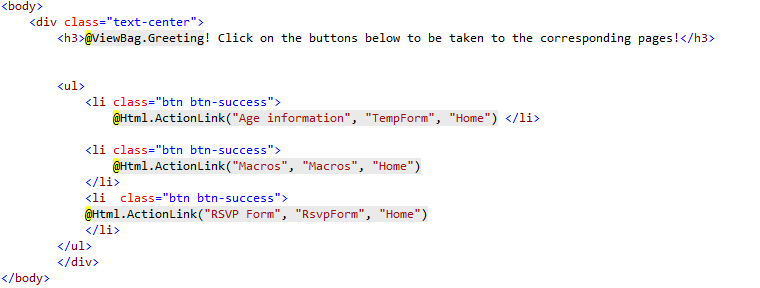 <body>
<div class="text-center">
<h3>@ViewBag.Greeting! Click on the buttons below to be taken to the corresponding pages!</h3>
<ul>
<li class="btn btn-success">
@Html.ActionLink("Age information", "TempForm", "Home") </li>
<li class="btn btn-success">
@Html.ActionLink("Macros", "Macros", "Home")
</li>
<li  class="btn btn-success">
@Html.ActionLink("RSVP Form", "RsvpForm", "Home")
</li>
</ul>
</div>
</body>